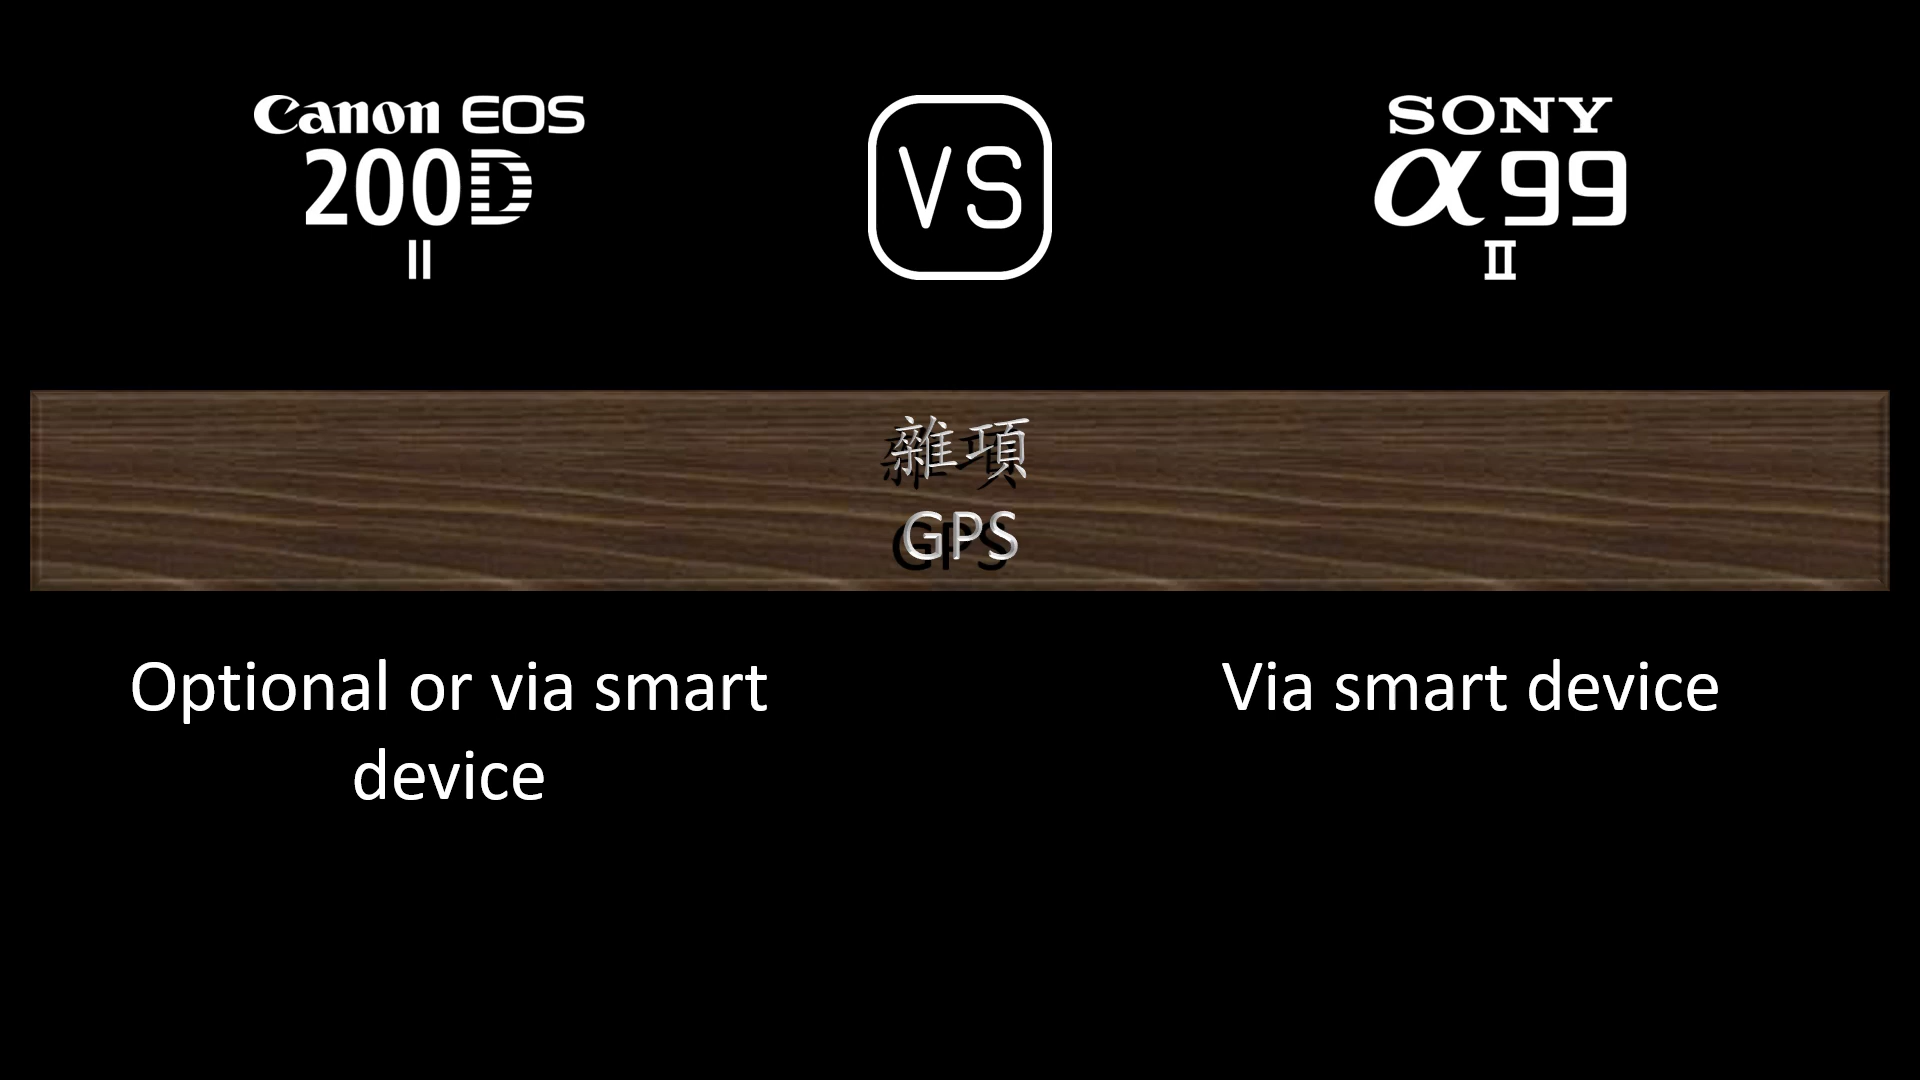 Canon EOS
200D
II
VS
SONY
α99
II
雜項
GPS
Optional or via smart
device
Via smart device